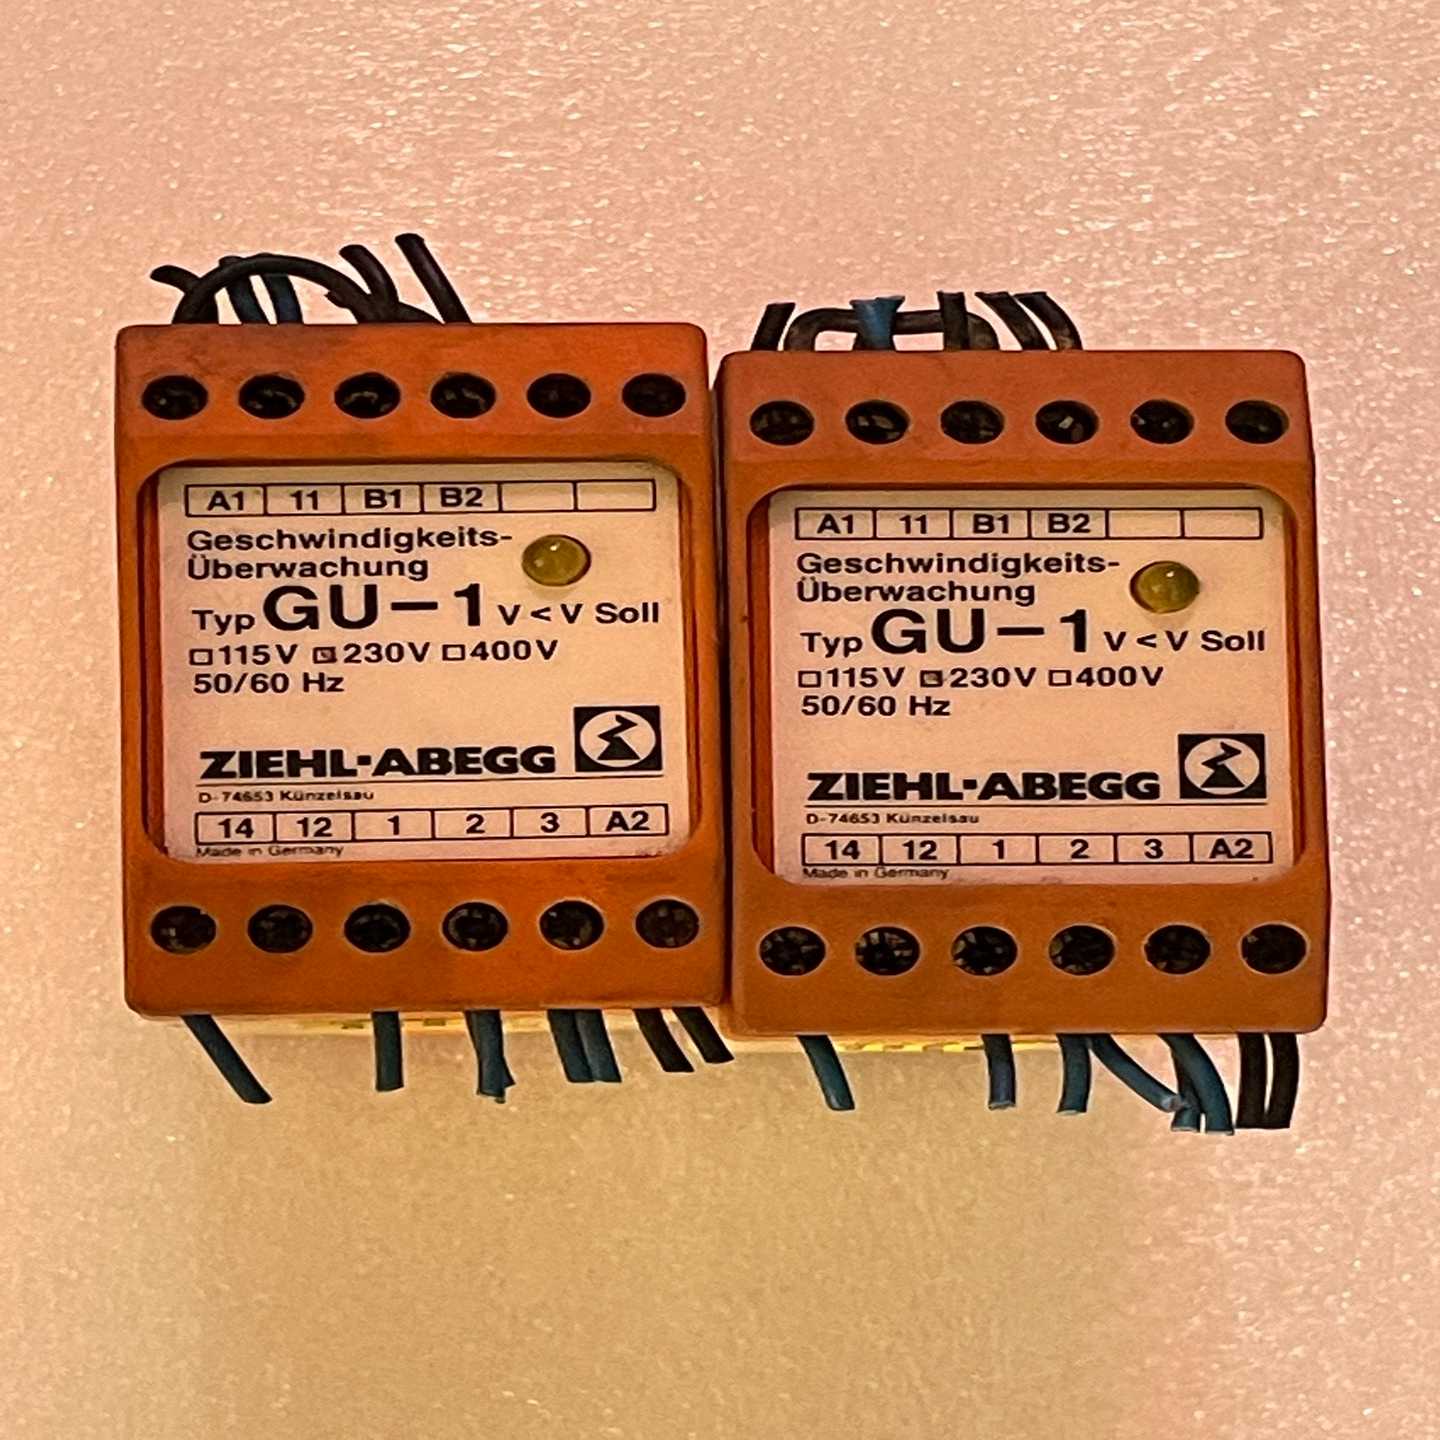 A1 11 B1 B2
Geschwindigkeits-
Überwachung
Typ GU-1 V < V Soll
□115V ☒230V □400V
50/60 Hz
ZIEHL-ABEGG
D-74653 Künzelsau
14 12 1 2 3 A2
Made in Germany
A1 11 B1 B2
Geschwindigkeits-
Überwachung
Typ GU-1 V < V Soll
□115V ☒230V □400V
50/60 Hz
ZIEHL-ABEGG
D-74653 Künzelsau
14 12 1 2 3 A2
Made in Germany